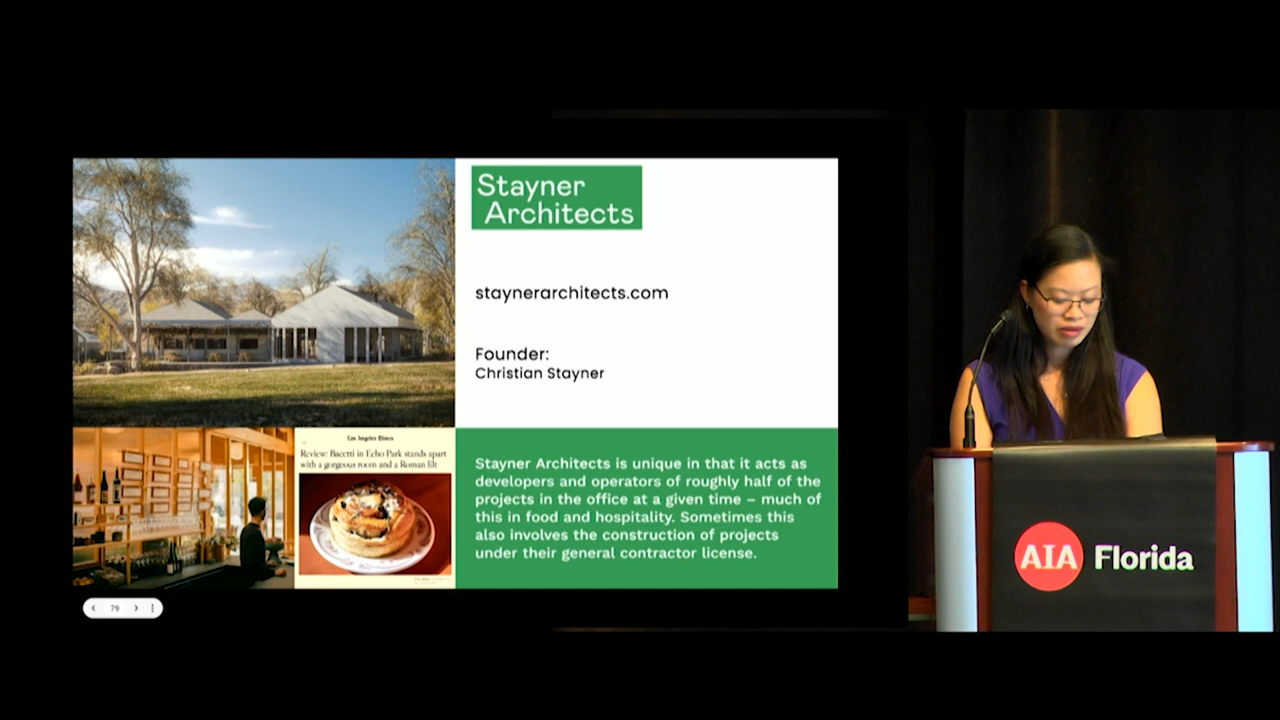 Stayner
Architects
staynerarchitects.com
Founder:
Christian Stayner
Los Angeles Times
Review: Bacetti in Echo Park stands apart
with a gorgeous room and a Roman lilt
Stayner Architects is unique in that it acts as
developers and operators of roughly half of the
projects in the office at a given time – much of
this in food and hospitality. Sometimes this
also involves the construction of projects
under their general contractor license.
79
AIA Florida